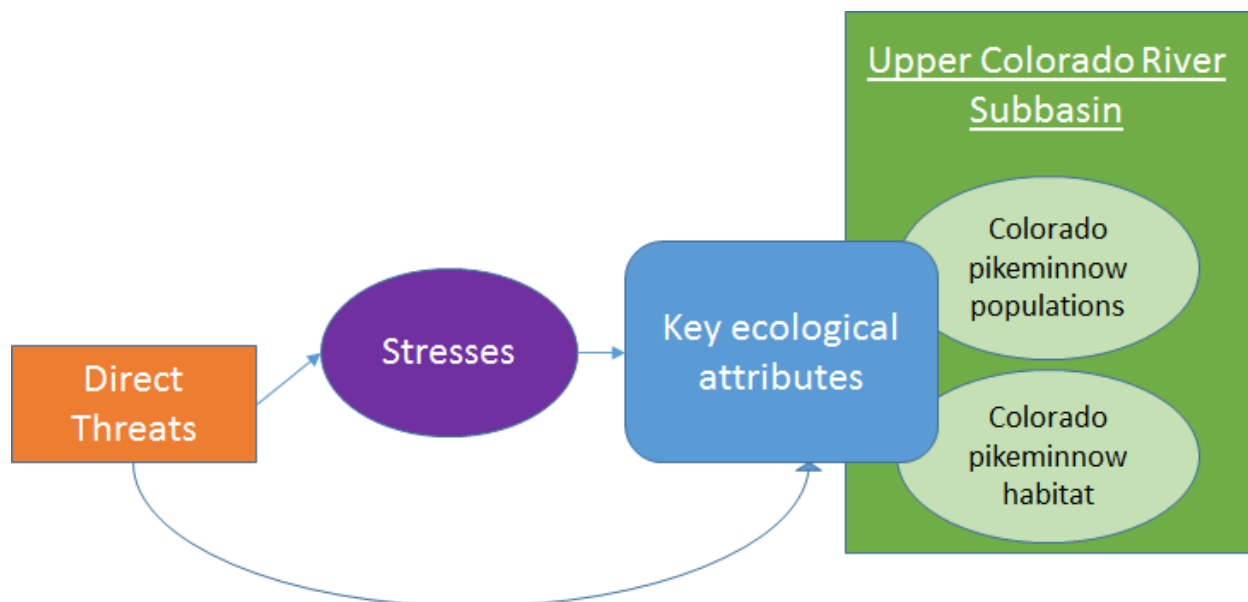 Upper Colorado River
Subbasin
Colorado
pikeminnow
populations
Key ecological
attributes
Stresses
Direct
Threats
Colorado
pikeminnow
habitat